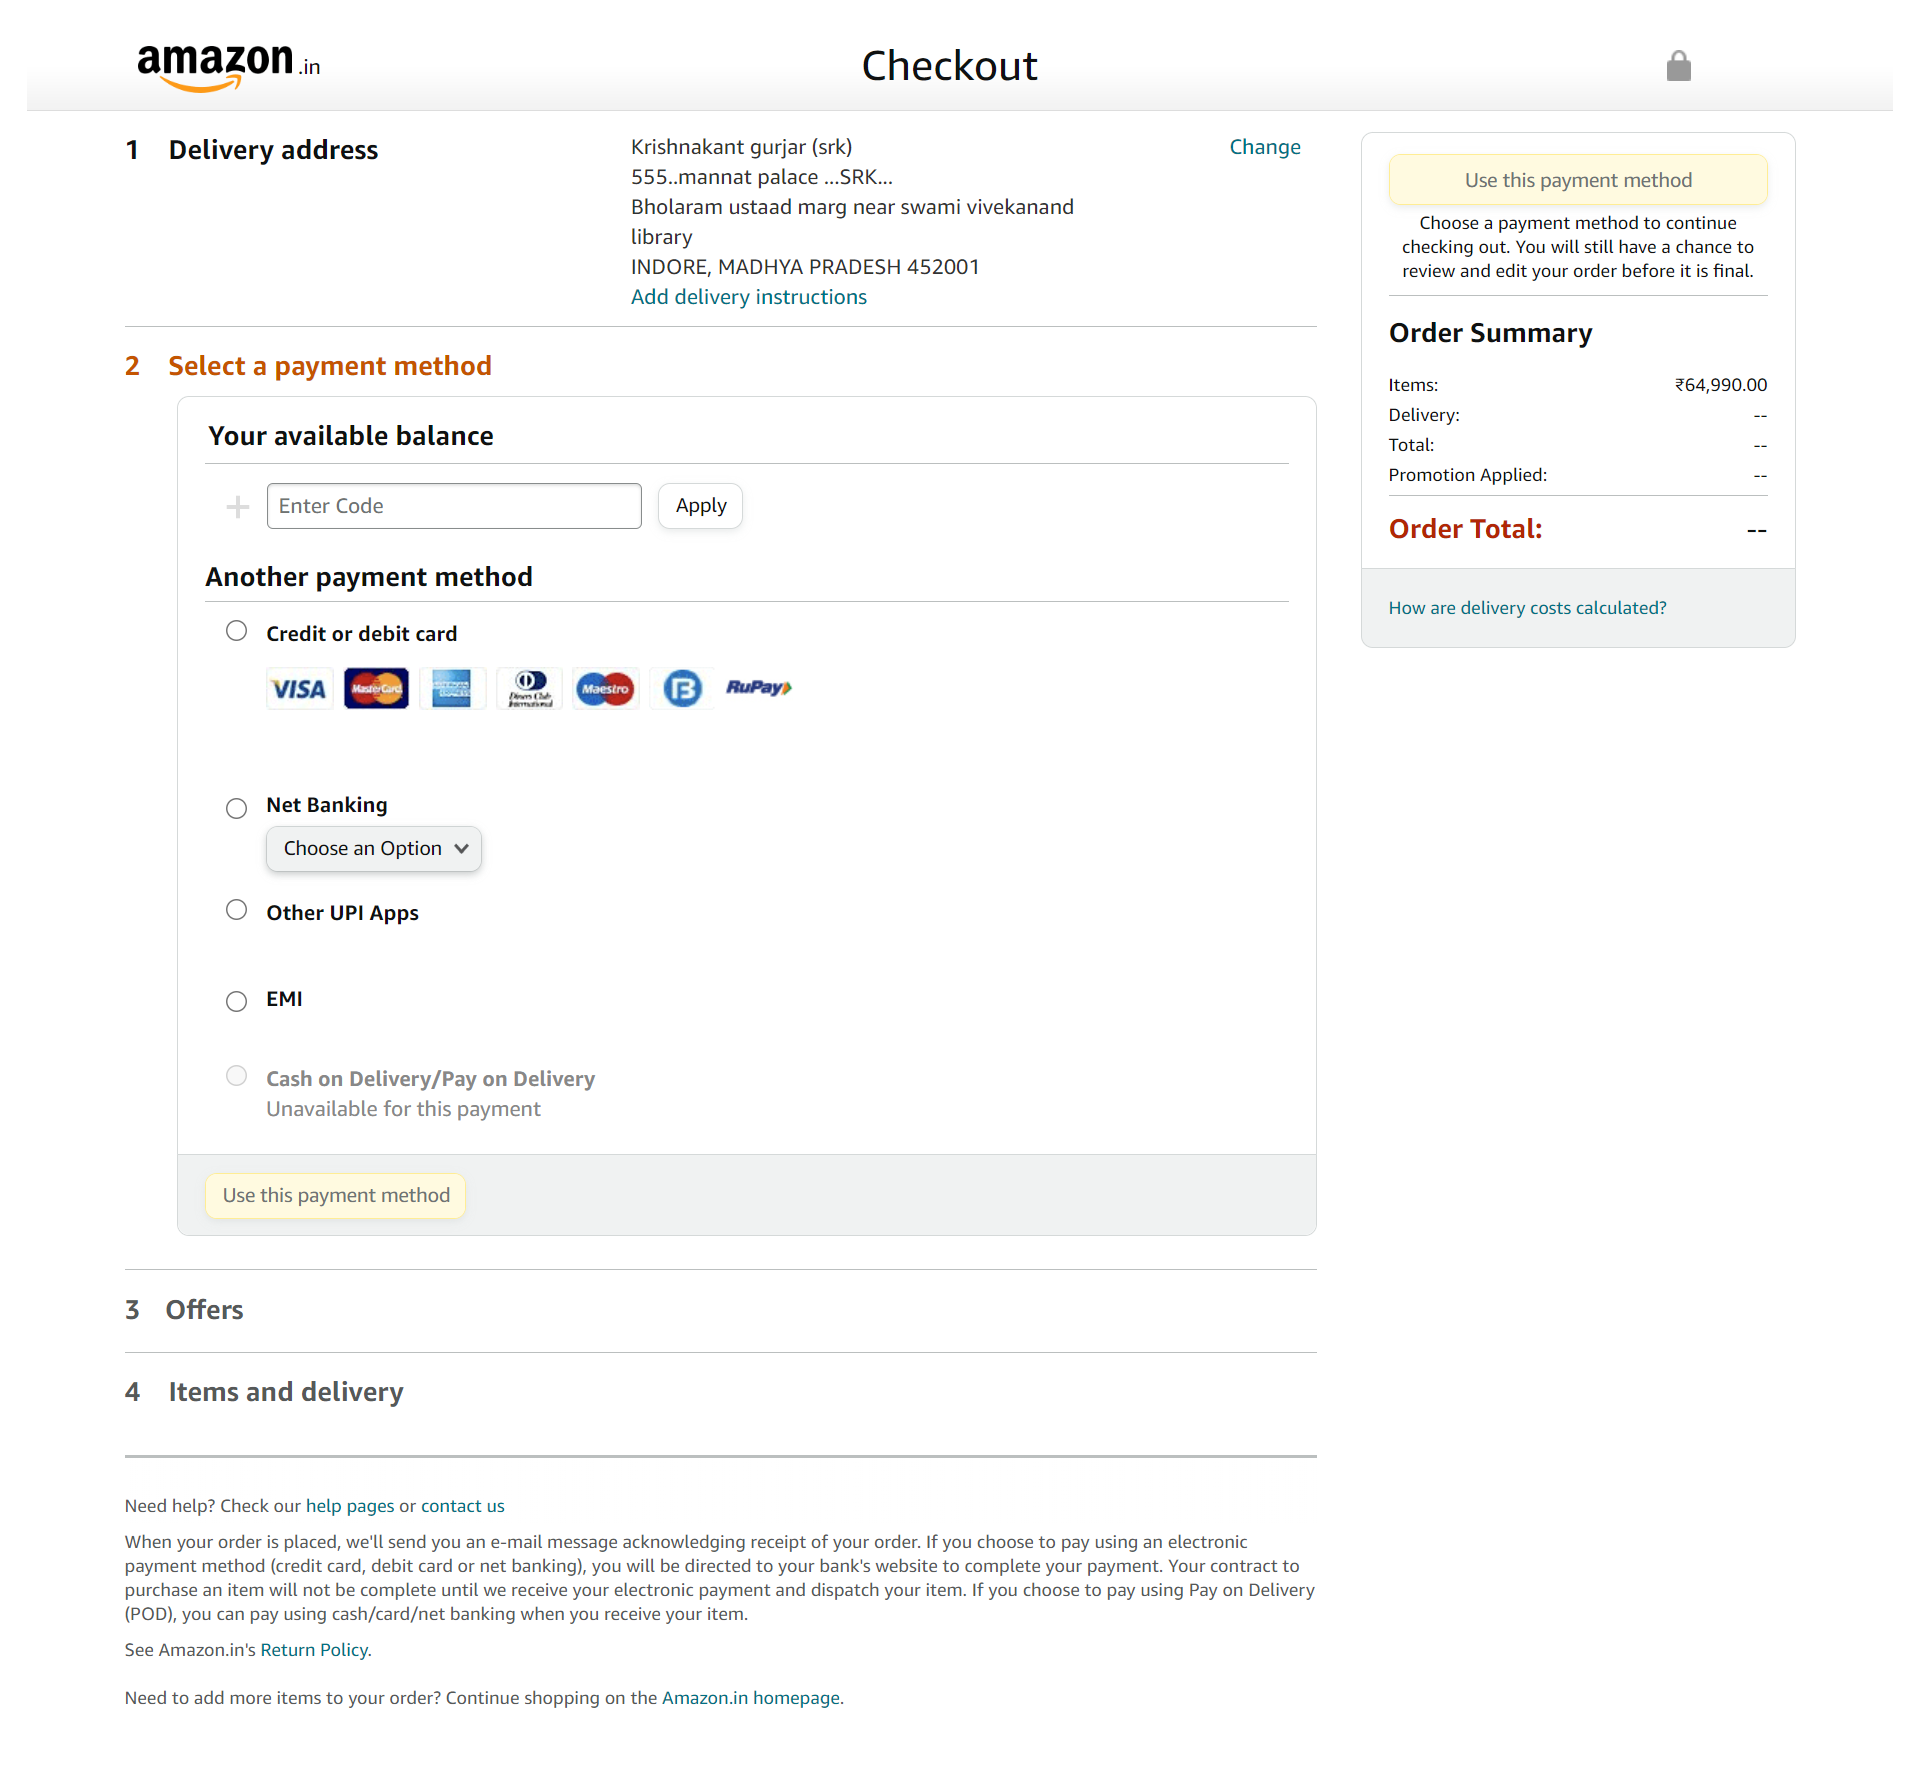 amazon.in
Checkout
1 Delivery address
Krishnakant gurjar (srk)
555..mannat palace ...SRK...
Bholaram ustaad marg near swami vivekanand
library
INDORE, MADHYA PRADESH 452001
Add delivery instructions
Change
2 Select a payment method
Your available balance
Enter Code
Apply
Another payment method
Credit or debit card
VISA MasterCard AMERICAN EXPRESS Diners Club International Maestro B RuPay
Net Banking
Choose an Option
Other UPI Apps
EMI
Cash on Delivery/Pay on Delivery
Unavailable for this payment
Use this payment method
3 Offers
4 Items and delivery
Need help? Check our help pages or contact us
When your order is placed, we'll send you an e-mail message acknowledging receipt of your order. If you choose to pay using an electronic
payment method (credit card, debit card or net banking), you will be directed to your bank's website to complete your payment. Your contract to
purchase an item will not be complete until we receive your electronic payment and dispatch your item. If you choose to pay using Pay on Delivery
(POD), you can pay using cash/card/net banking when you receive your item.
See Amazon.in's Return Policy.
Need to add more items to your order? Continue shopping on the Amazon.in homepage.
Use this payment method
Choose a payment method to continue
checking out. You will still have a chance to
review and edit your order before it is final.
Order Summary
Items: ₹64,990.00
Delivery: --
Total: --
Promotion Applied: --
Order Total: --
How are delivery costs calculated?